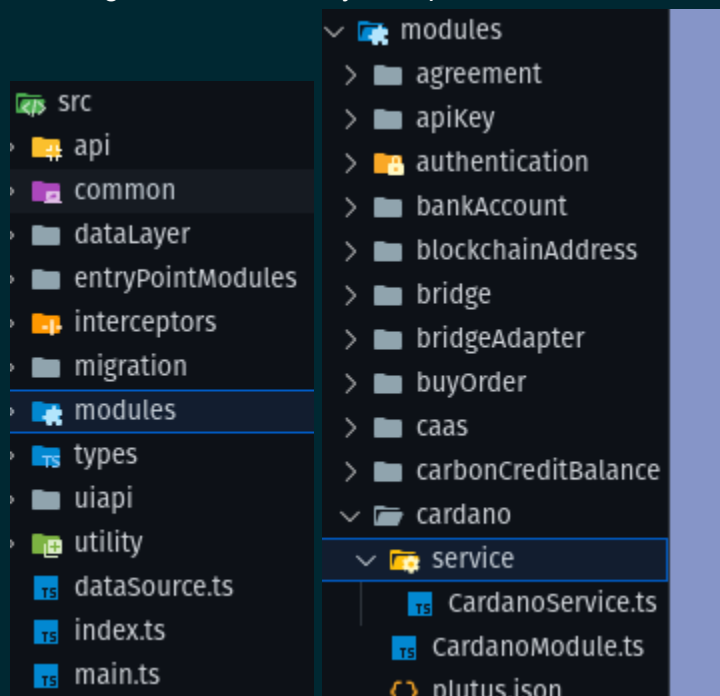 src
api
common
dataLayer
entryPointModules
interceptors
migration
modules
types
uiapi
utility
dataSource.ts
index.ts
main.ts
modules
agreement
apiKey
authentication
bankAccount
blockchainAddress
bridge
bridgeAdapter
buyOrder
caas
carbonCreditBalance
cardano
service
CardanoService.ts
CardanoModule.ts
plutus.json